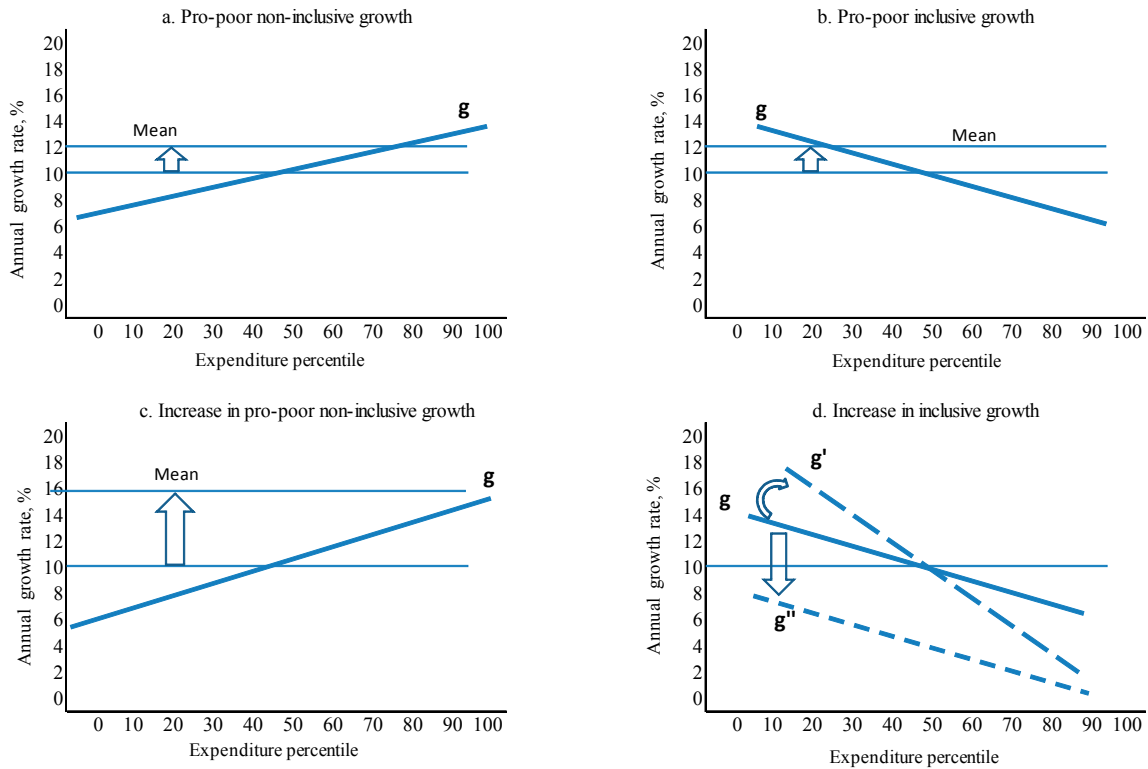 a. Pro-poor non-inclusive growth
Annual growth rate, %
20
18
16
14
12
10
8
6
4
2
0
Mean
g
0 10 20 30 40 50 60 70 80 90 100
Expenditure percentile
b. Pro-poor inclusive growth
Annual growth rate, %
20
18
16
14
12
10
8
6
4
2
0
g
Mean
0 10 20 30 40 50 60 70 80 90 100
Expenditure percentile
c. Increase in pro-poor non-inclusive growth
Annual growth rate, %
20
18
16
14
12
10
8
6
4
2
0
Mean
g
0 10 20 30 40 50 60 70 80 90 100
Expenditure percentile
d. Increase in inclusive growth
Annual growth rate, %
20
18
16
14
12
10
8
6
4
2
0
g'
g
g"
0 10 20 30 40 50 60 70 80 90 100
Expenditure percentile